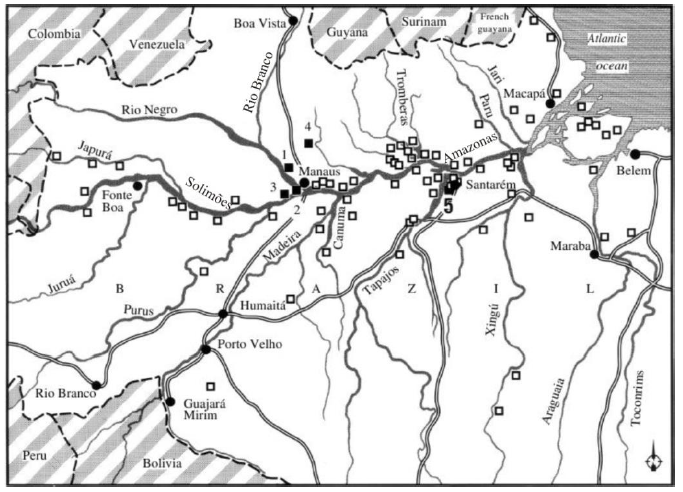 Colombia
Venezuela
Boa Vista
Guyana
Surinam
French
guayana
Atlantic
ocean
Rio Negro
Rio Branco
Tromberas
Jari
Paru
Macapá
Japurá
Solimões
1
4
Manaus
3
2
Amazonas
Santarém
5
Belem
Fonte
Boa
Canuma
Madeira
Maraba
Juruá
B
R
A
Z
I
L
Purus
Humaitá
Tapajos
Xingú
Porto Velho
Araguaia
Toconrims
Rio Branco
Guajará
Mirim
Peru
Bolivia